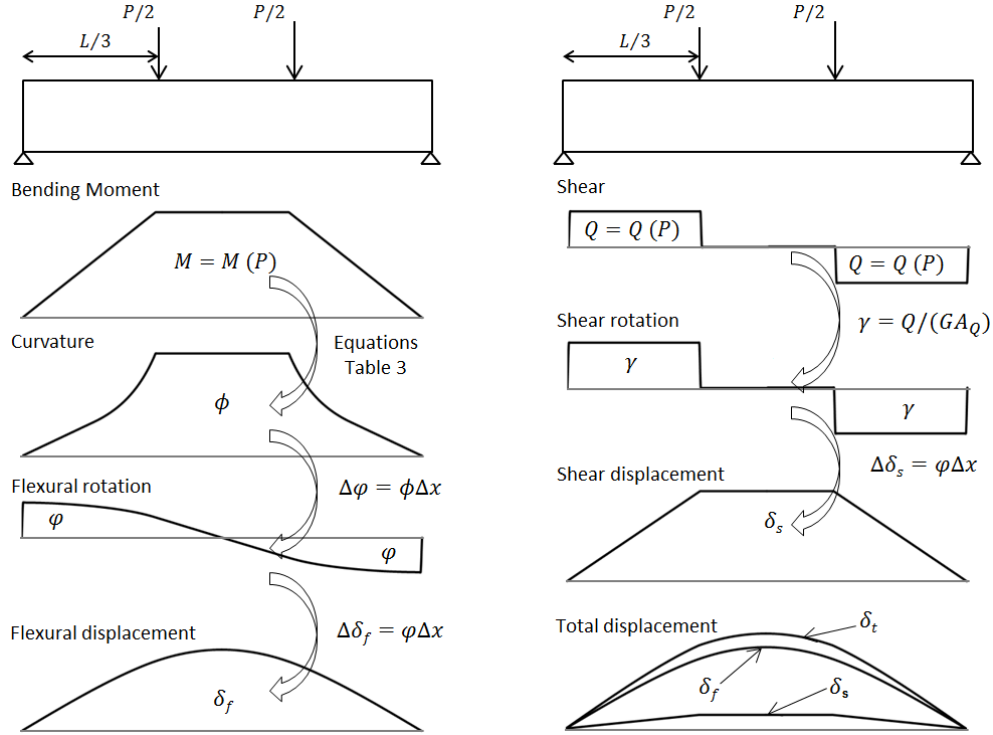 P/2
P/2
L/3
Bending Moment
M = M (P)
Curvature
Equations
Table 3
ϕ
Flexural rotation
Δφ = ϕΔx
φ
φ
Flexural displacement
Δδ_f = φΔx
δ_f
P/2
P/2
L/3
Shear
Q = Q (P)
Q = Q (P)
Shear rotation
γ = Q/(GA_Q)
γ
γ
Shear displacement
Δδ_s = φΔx
δ_s
Total displacement
δ_t
δ_f
δ_s